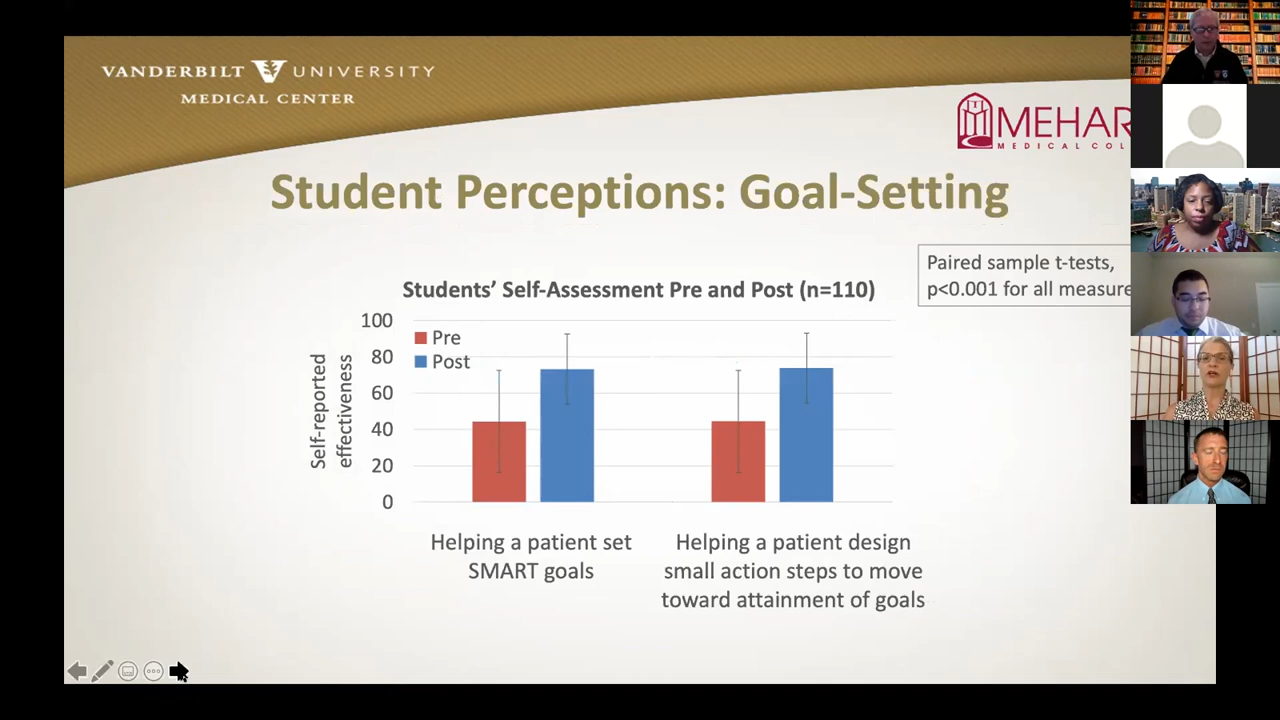 VANDERBILT UNIVERSITY
MEDICAL CENTER
MEHAR
MEDICAL COL
Student Perceptions: Goal-Setting
Paired sample t-tests,
p<0.001 for all measure
Students’ Self-Assessment Pre and Post (n=110)
Self-reported
effectiveness
100
80
60
40
20
0
Pre
Post
Helping a patient set
SMART goals
Helping a patient design
small action steps to move
toward attainment of goals